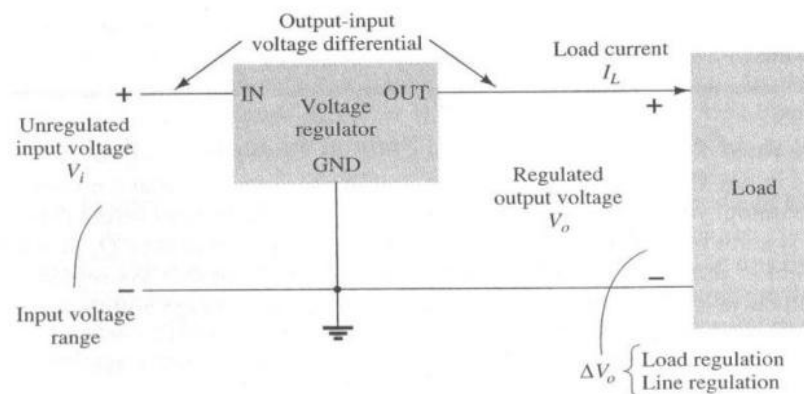 Output-input
voltage differential
Load current
I_L
+
IN
OUT
+
Voltage
regulator
Unregulated
input voltage
V_i
GND
Regulated
output voltage
V_o
Load
−
−
Input voltage
range
ΔV_o { Load regulation
Line regulation